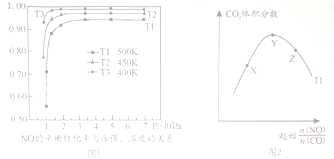 T3
T2
T1
1.00
0.90
0.80
0.70
0.60
0.50
T1 500K
T2 450K
T3 400K
1 2 3 4 5 6 7 P/×10⁵Pa
NO的平衡转化率与压强、温度的关系
图1
CO₂体积分数
X
Y
Z
T1
起始 n(NO)/n(CO)
图2